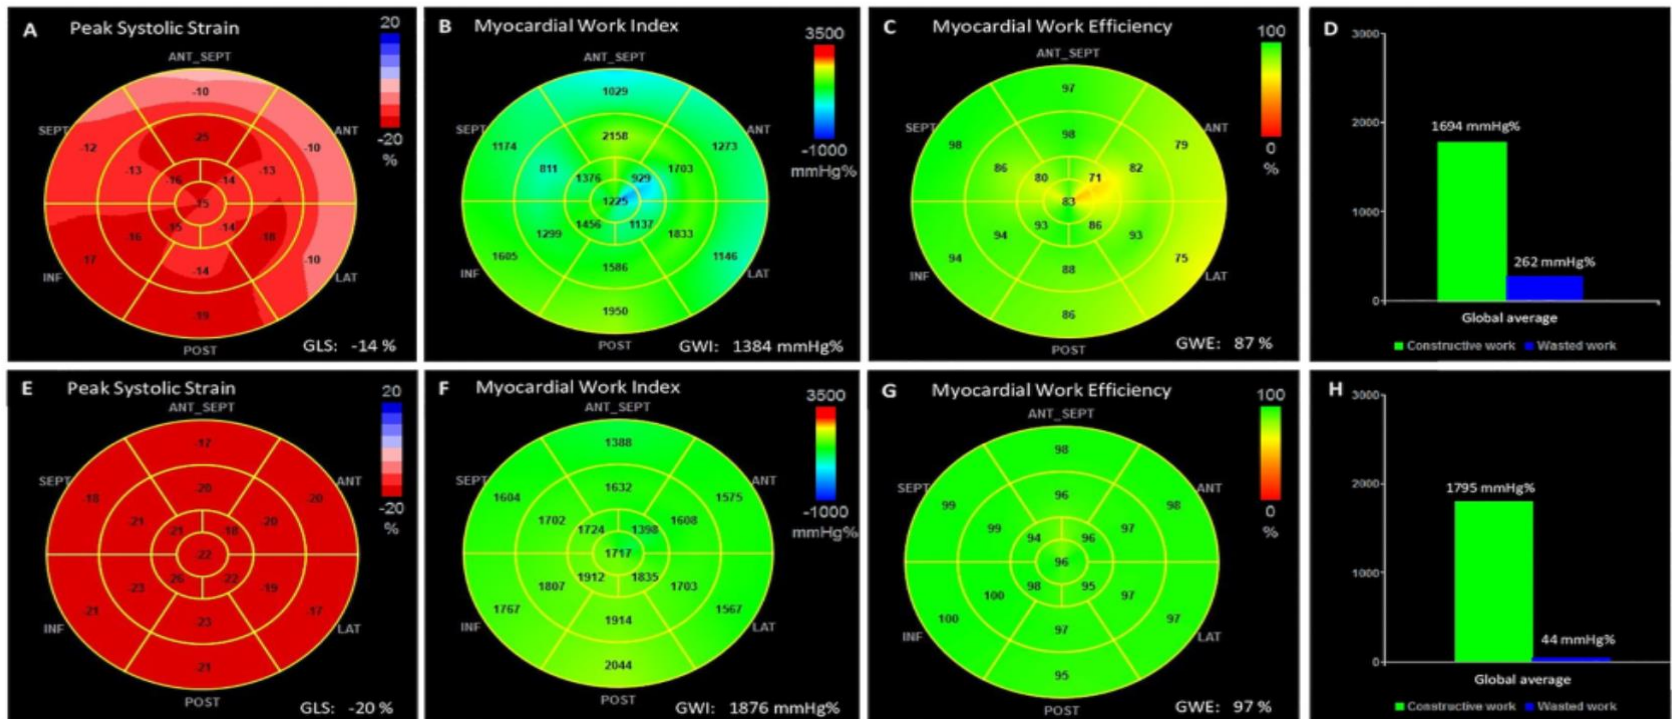 A Peak Systolic Strain
20
-20
%
ANT_SEPT
SEPT
ANT
INF
LAT
POST
-10
-12
-10
-25
-13
-13
-16
-14
15
15
-14
-16
-18
-17
-10
-14
-19
GLS: -14 %
B Myocardial Work Index
3500
-1000
mmHg%
ANT_SEPT
SEPT
ANT
INF
LAT
POST
1029
1174
1273
2158
811
1703
1376
929
1225
1456
1137
1299
1833
1605
1146
1586
1950
GWI: 1384 mmHg%
C Myocardial Work Efficiency
100
0
%
ANT_SEPT
SEPT
ANT
INF
LAT
POST
97
98
79
98
86
82
80
71
83
93
86
94
93
94
75
88
86
GWE: 87 %
D
3000
2000
1000
0
1694 mmHg%
262 mmHg%
Global average
Constructive work Wasted work
E Peak Systolic Strain
20
-20
%
ANT_SEPT
SEPT
ANT
INF
LAT
POST
-17
-18
-20
-20
-21
-20
21
18
-22
26
-22
-23
-19
-21
-17
-23
-21
GLS: -20 %
F Myocardial Work Index
3500
-1000
mmHg%
ANT_SEPT
SEPT
ANT
INF
LAT
POST
1388
1604
1575
1632
1702
1608
1724
1398
1717
1912
1835
1807
1703
1767
1567
1914
2044
GWI: 1876 mmHg%
G Myocardial Work Efficiency
100
0
%
ANT_SEPT
SEPT
ANT
INF
LAT
POST
98
99
98
96
99
97
94
96
96
98
95
100
97
100
97
97
95
GWE: 97 %
H
3000
2000
1000
0
1795 mmHg%
44 mmHg%
Global average
Constructive work Wasted work